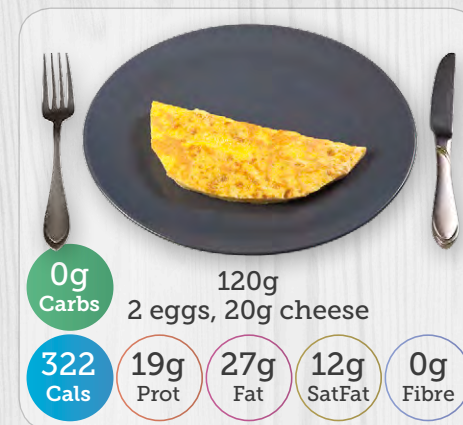 0g
Carbs
120g
2 eggs, 20g cheese
322
Cals
19g
Prot
27g
Fat
12g
SatFat
0g
Fibre